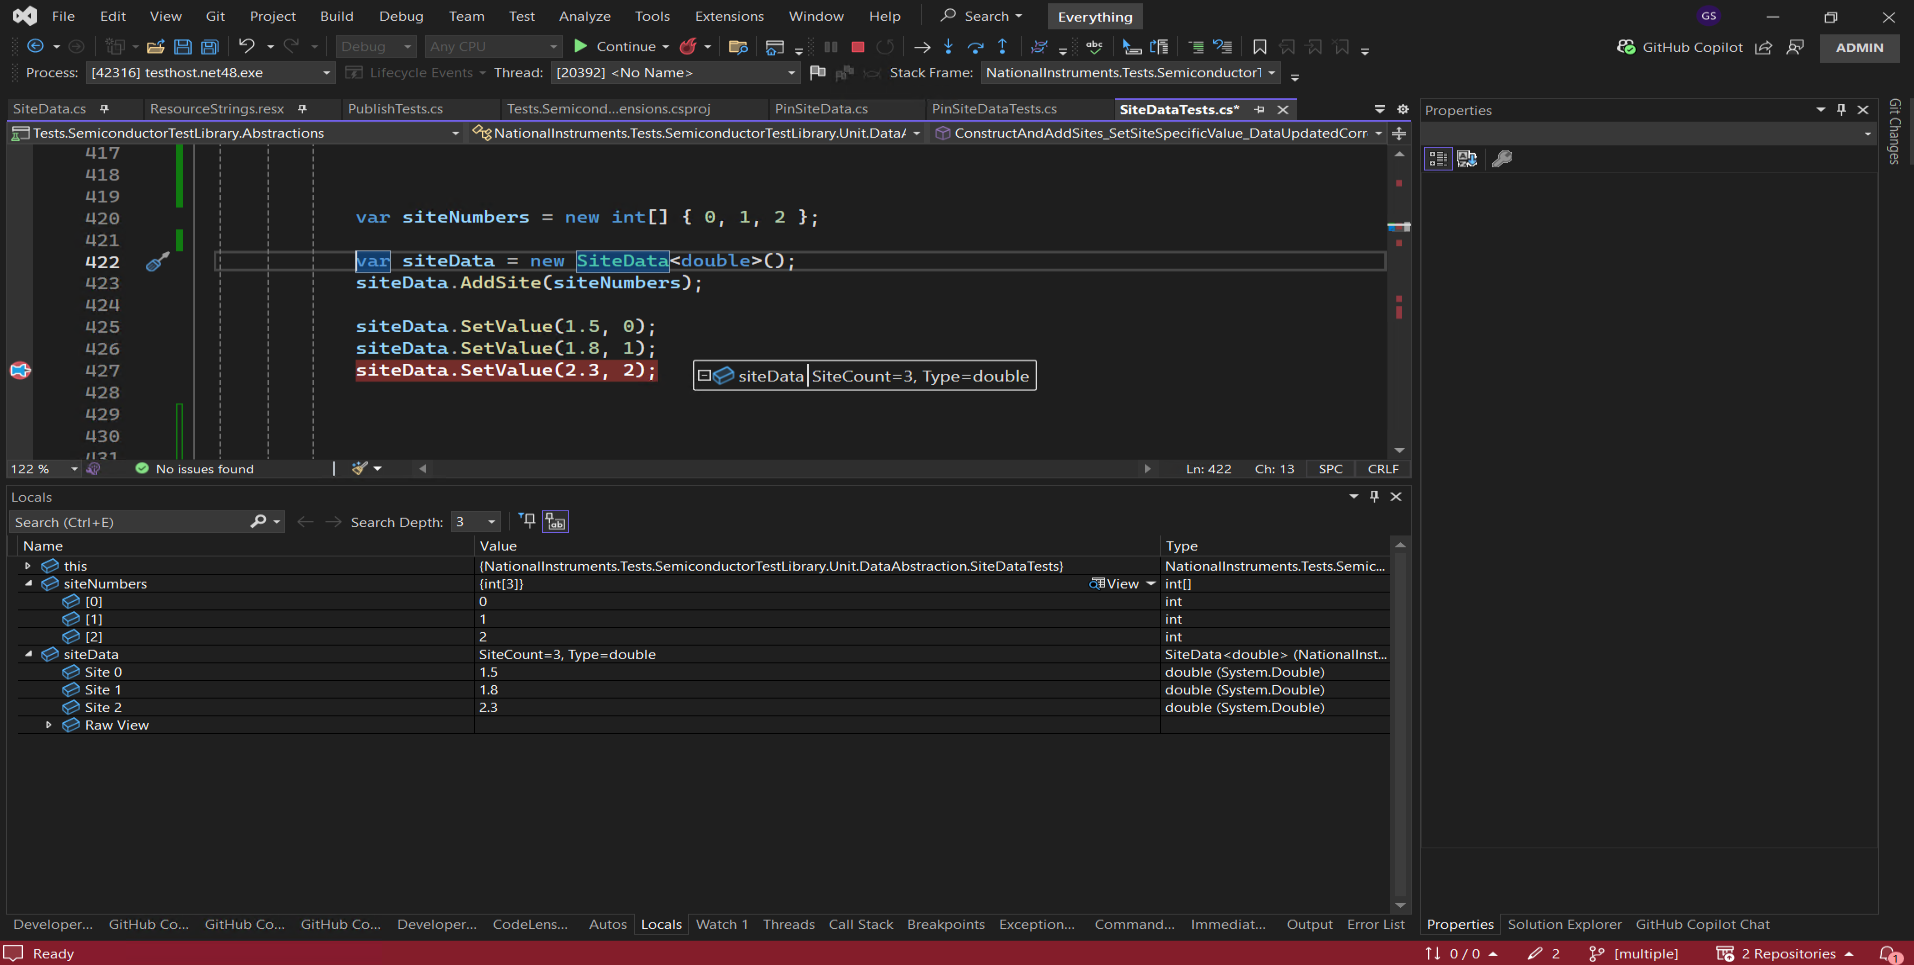 File Edit View Git Project Build Debug Team Test Analyze Tools Extensions Window Help Search Everything GS
Debug Any CPU Continue abc GitHub Copilot ADMIN
Process: [42316] testhost.net48.exe Lifecycle Events Thread: [20392] <No Name> Stack Frame: NationalInstruments.Tests.SemiconductorT
SiteData.cs ResourceStrings.resx PublishTests.cs Tests.Semicond...ensions.csproj PinSiteData.cs PinSiteDataTests.cs SiteDataTests.cs*
Tests.SemiconductorTestLibrary.Abstractions NationalInstruments.Tests.SemiconductorTestLibrary.Unit.DataA ConstructAndAddSites_SetSiteSpecificValue_DataUpdatedCorr
417
418
419
420 var siteNumbers = new int[] { 0, 1, 2 };
421
422 var siteData = new SiteData<double>();
423 siteData.AddSite(siteNumbers);
424
425 siteData.SetValue(1.5, 0);
426 siteData.SetValue(1.8, 1);
427 siteData.SetValue(2.3, 2);
siteData SiteCount=3, Type=double
428
429
430
431
122 % No issues found Ln: 422 Ch: 13 SPC CRLF
Locals
Search (Ctrl+E) Search Depth: 3 ab
Name Value Type
this {NationalInstruments.Tests.SemiconductorTestLibrary.Unit.DataAbstraction.SiteDataTests} NationalInstruments.Tests.Semic...
siteNumbers {int[3]} View int[]
[0] 0 int
[1] 1 int
[2] 2 int
siteData SiteCount=3, Type=double SiteData<double> (NationalInst...
Site 0 1.5 double (System.Double)
Site 1 1.8 double (System.Double)
Site 2 2.3 double (System.Double)
Raw View
Properties
Git Changes
Developer... GitHub Co... GitHub Co... GitHub Co... Developer... CodeLens... Autos Locals Watch 1 Threads Call Stack Breakpoints Exception... Command... Immediat... Output Error List
Properties Solution Explorer GitHub Copilot Chat
Ready 0 / 0 2 [multiple] 2 Repositories 1